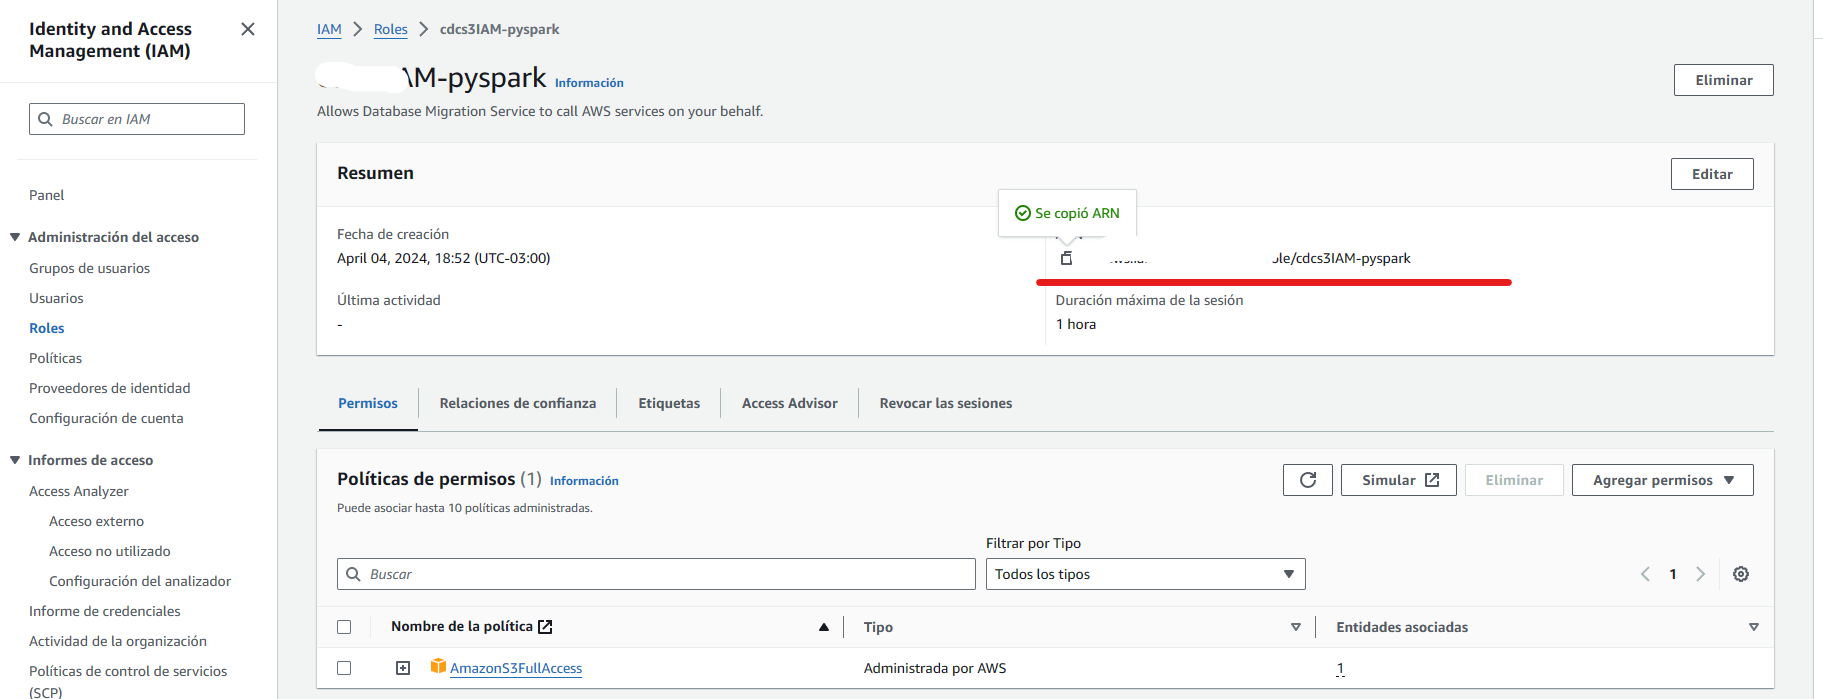 Identity and Access
Management (IAM)
Buscar en IAM
Panel
Administración del acceso
Grupos de usuarios
Usuarios
Roles
Políticas
Proveedores de identidad
Configuración de cuenta
Informes de acceso
Access Analyzer
Acceso externo
Acceso no utilizado
Configuración del analizador
Informe de credenciales
Actividad de la organización
Políticas de control de servicios
(SCP)
IAM > Roles > cdcs3IAM-pyspark
AM-pyspark Información
Eliminar
Allows Database Migration Service to call AWS services on your behalf.
Resumen
Editar
Se copió ARN
Fecha de creación
April 04, 2024, 18:52 (UTC-03:00)
ole/cdcs3IAM-pyspark
Última actividad
-
Duración máxima de la sesión
1 hora
Permisos
Relaciones de confianza
Etiquetas
Access Advisor
Revocar las sesiones
Políticas de permisos (1) Información
Puede asociar hasta 10 políticas administradas.
Simular
Eliminar
Agregar permisos
Filtrar por Tipo
Buscar
Todos los tipos
1
Nombre de la política
Tipo
Entidades asociadas
AmazonS3FullAccess
Administrada por AWS
1